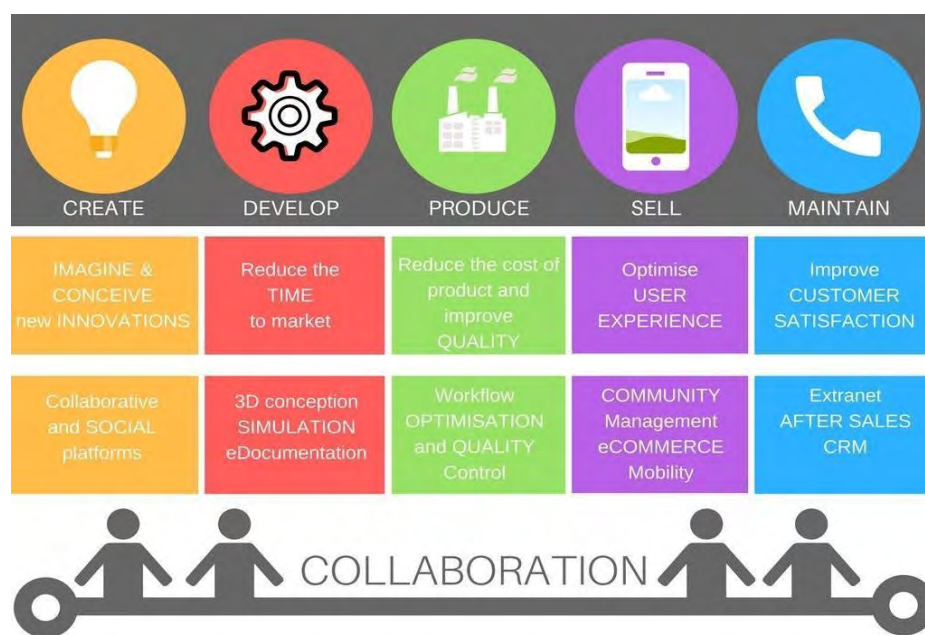 CREATE
DEVELOP
PRODUCE
SELL
MAINTAIN
IMAGINE &
CONCEIVE
new INNOVATIONS
Reduce the
TIME
to market
Reduce the cost of
product and
improve
QUALITY
Optimise
USER
EXPERIENCE
Improve
CUSTOMER
SATISFACTION
Collaborative
and SOCIAL
platforms
3D conception
SIMULATION
eDocumentation
Workflow
OPTIMISATION
and QUALITY
Control
COMMUNITY
Management
eCOMMERCE
Mobility
Extranet
AFTER SALES
CRM
COLLABORATION